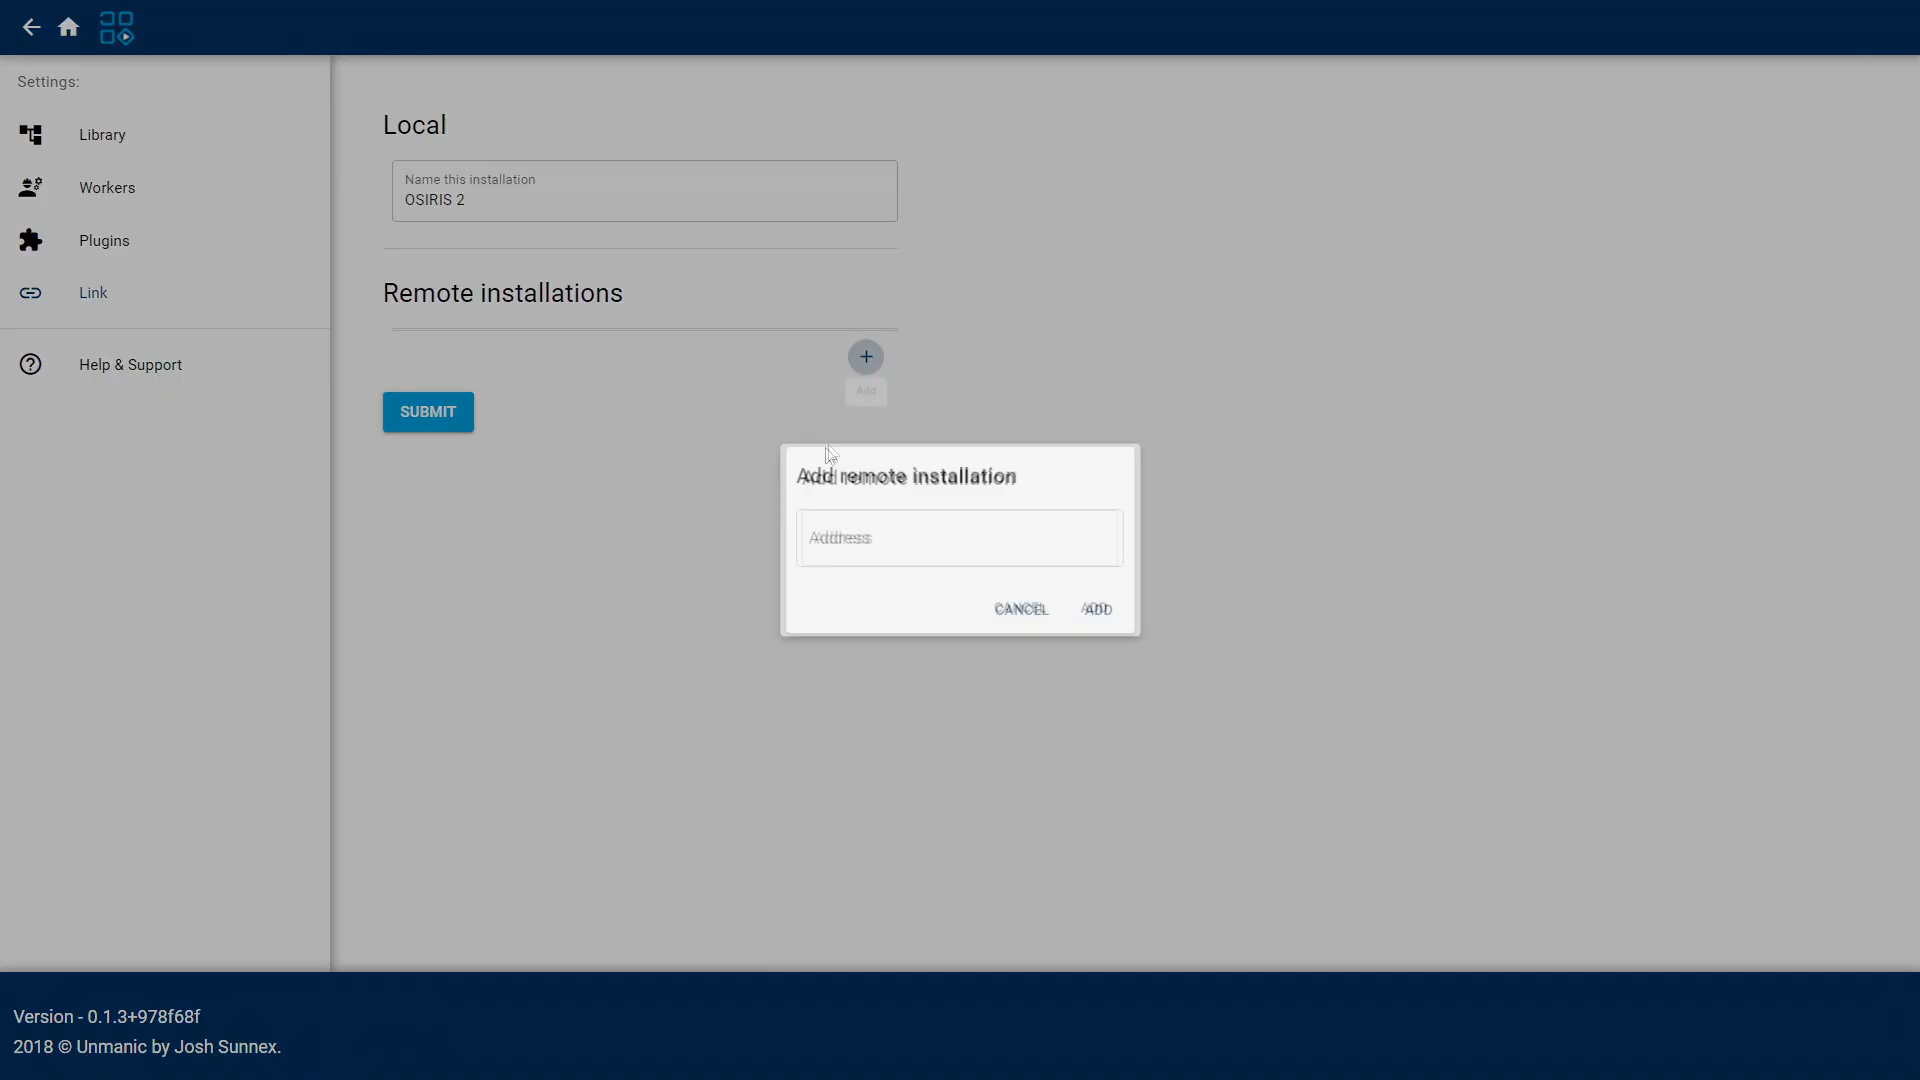 Settings:
Library
Workers
Plugins
Link
Help & Support
Local
Name this installation
OSIRIS 2
Remote installations
Add
SUBMIT
Add remote installation
Address
CANCEL
ADD
Version - 0.1.3+978f68f
2018 © Unmanic by Josh Sunnex.